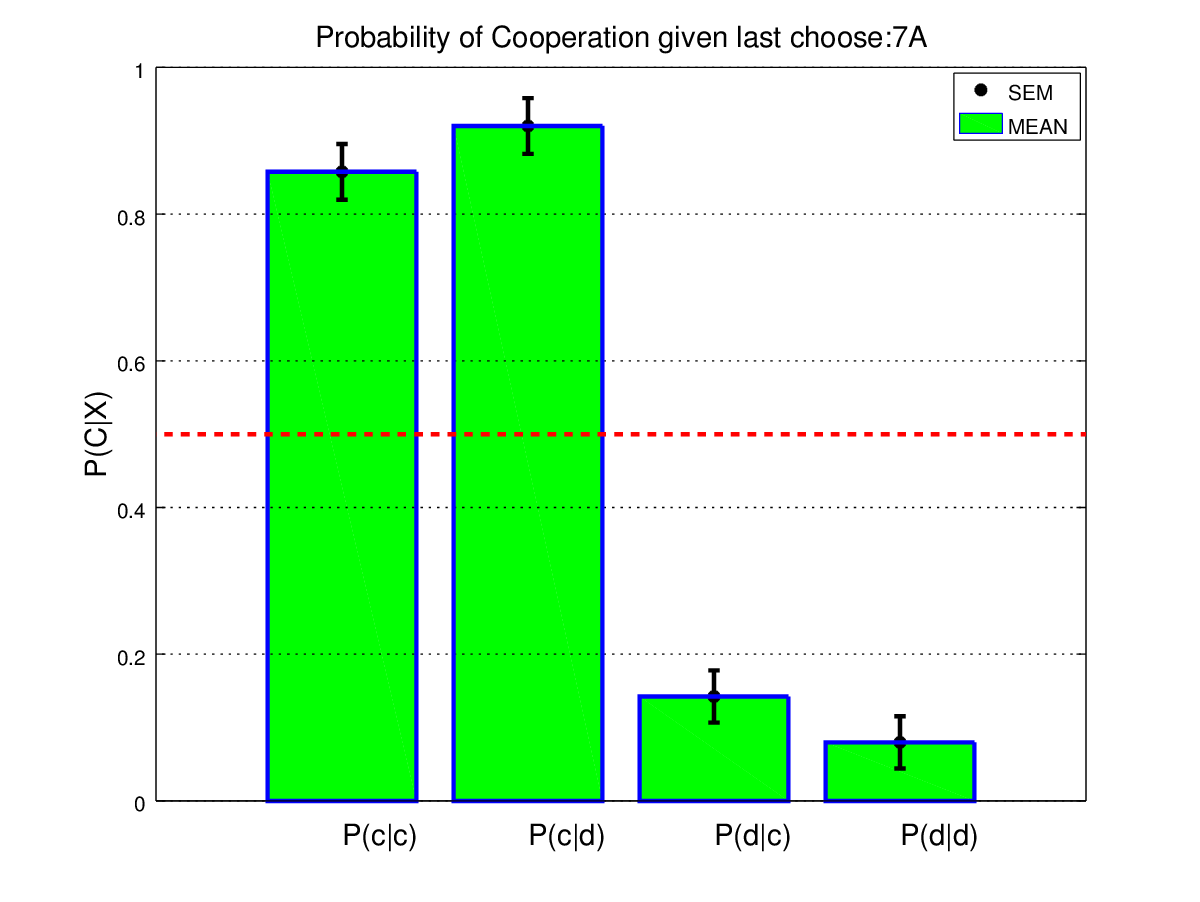 Probability of Cooperation given last choose:7A
SEM
MEAN
P(C|X)
1
0.8
0.6
0.4
0.2
0
P(c|c) P(c|d) P(d|c) P(d|d)